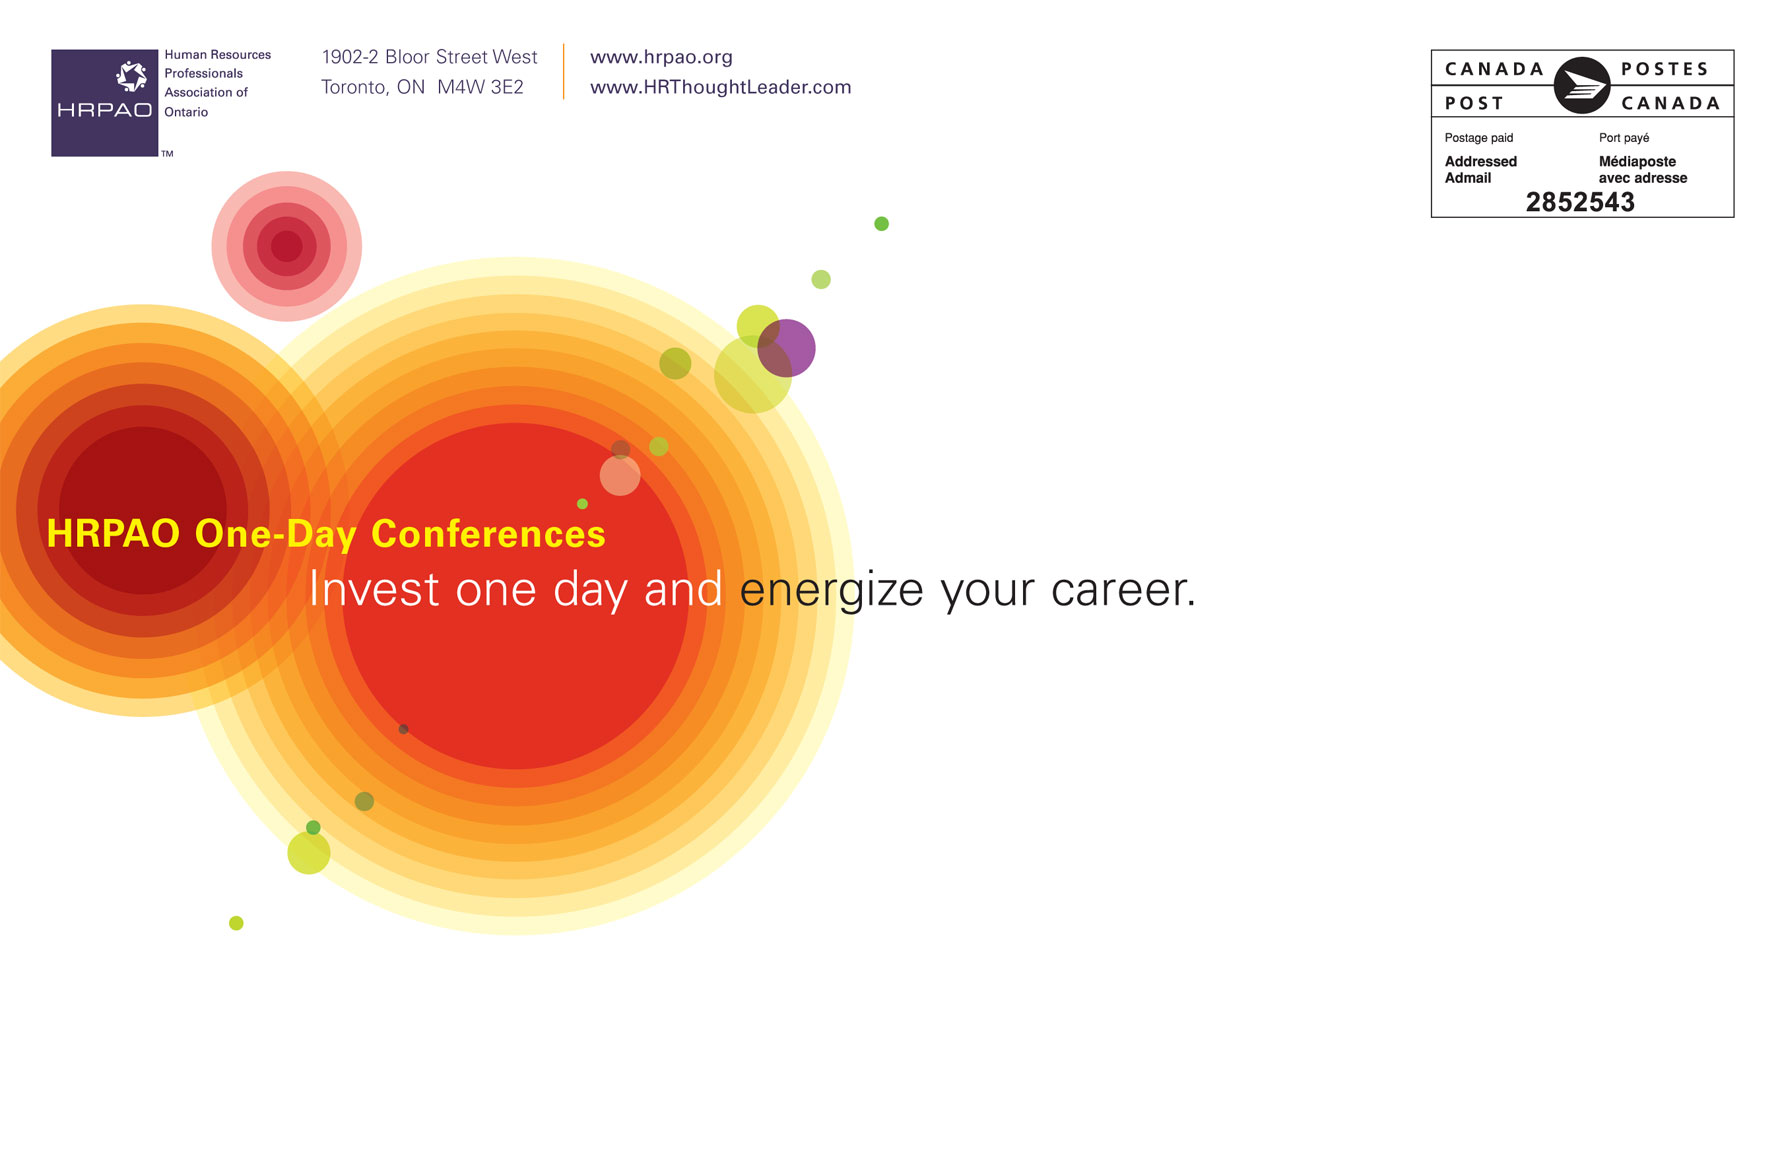 HRPAO
Human Resources
Professionals
Association of
Ontario
TM
1902-2 Bloor Street West
Toronto, ON M4W 3E2
www.hrpao.org
www.HRThoughtLeader.com
CANADA POSTES
POST CANADA
Postage paid Port payé
Addressed Médiaposte
Admail avec adresse
2852543
HRPAO One-Day Conferences
Invest one day and energize your career.